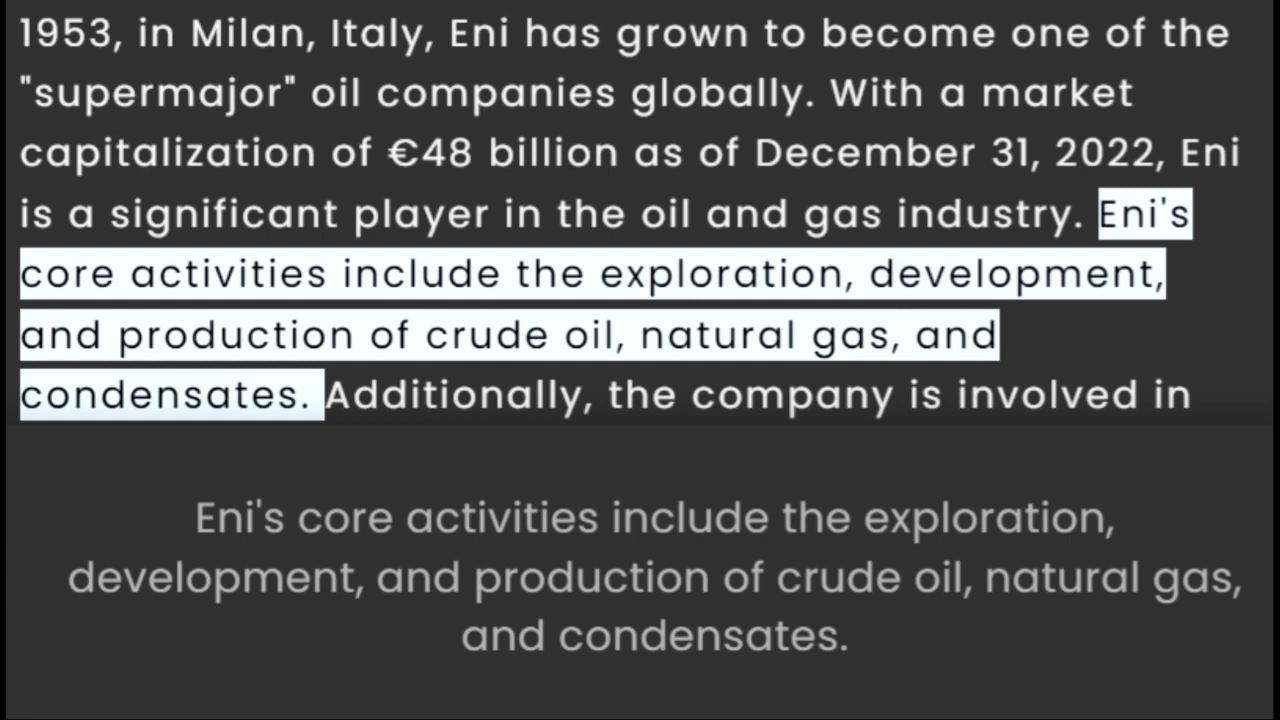 1953, in Milan, Italy, Eni has grown to become one of the
"supermajor" oil companies globally. With a market
capitalization of €48 billion as of December 31, 2022, Eni
is a significant player in the oil and gas industry. Eni's
core activities include the exploration, development,
and production of crude oil, natural gas, and
condensates. Additionally, the company is involved in
Eni's core activities include the exploration,
development, and production of crude oil, natural gas,
and condensates.